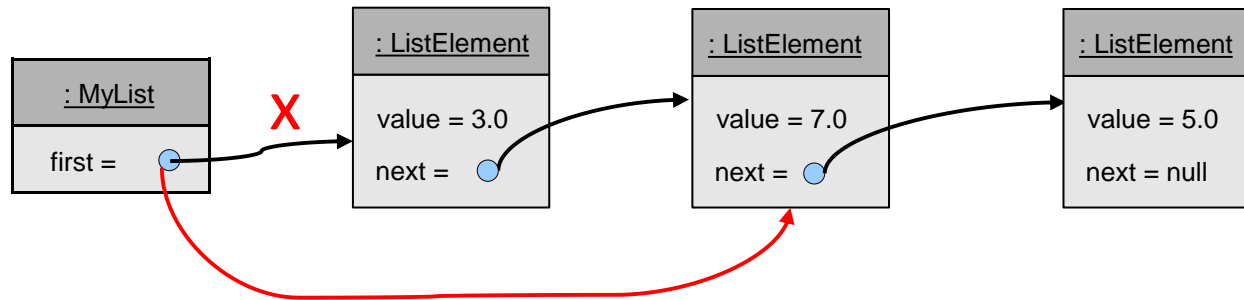 : MyList
first =
X
: ListElement
value = 3.0
next =
: ListElement
value = 7.0
next =
: ListElement
value = 5.0
next = null